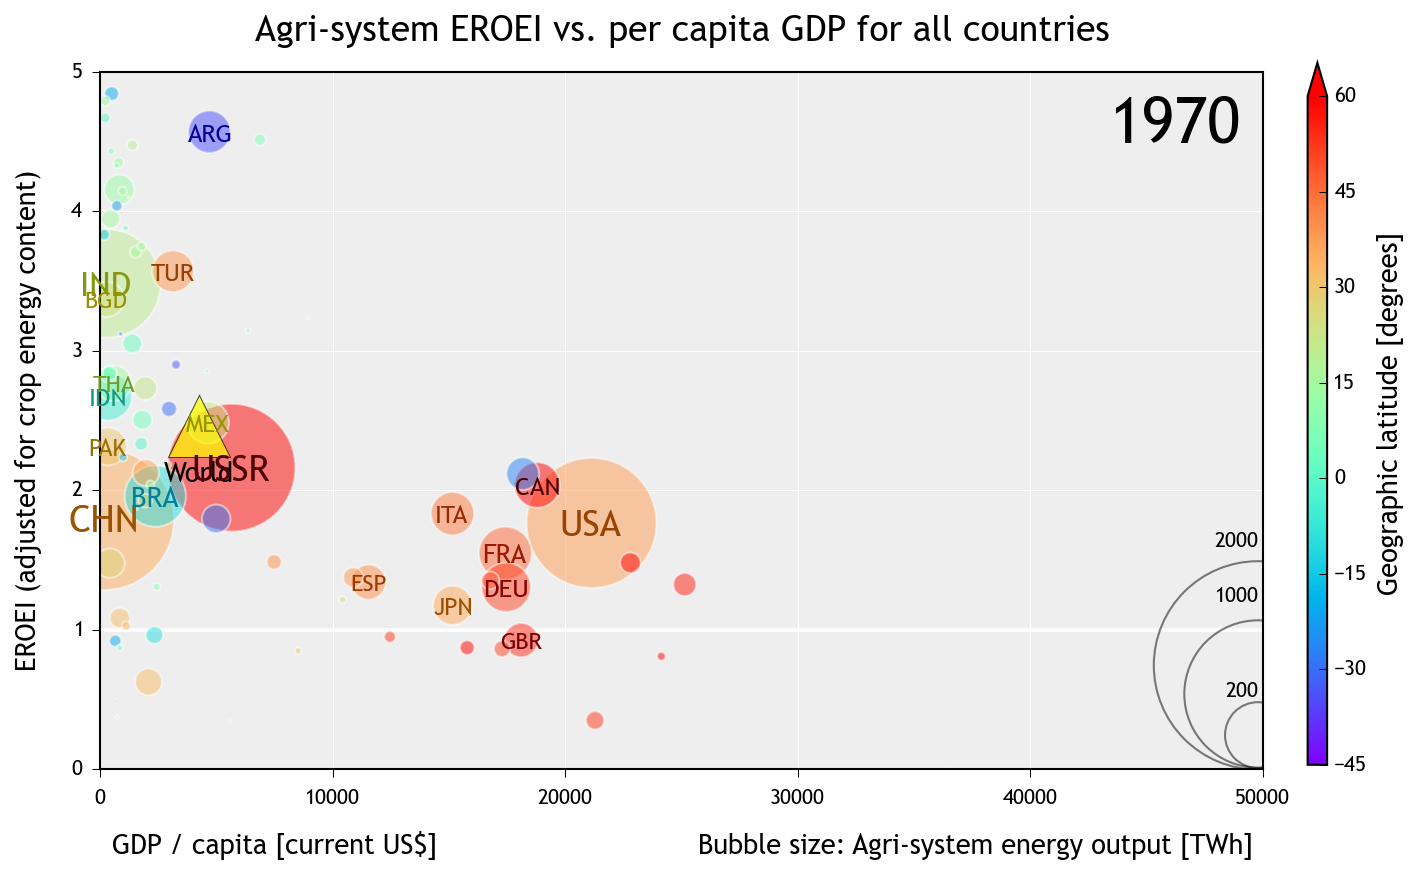 Agri-system EROEI vs. per capita GDP for all countries
1970
EROEI (adjusted for crop energy content)
5
4
3
2
1
0
ARG
TUR
IND
BGD
THA
IDN
MEX
PAK
USSR
World
CAN
BRA
ITA
CHN
USA
FRA
ESP
DEU
JPN
GBR
2000
1000
200
0
10000
20000
30000
40000
50000
GDP / capita [current US$]
Bubble size: Agri-system energy output [TWh]
60
45
30
15
0
−15
−30
−45
Geographic latitude [degrees]